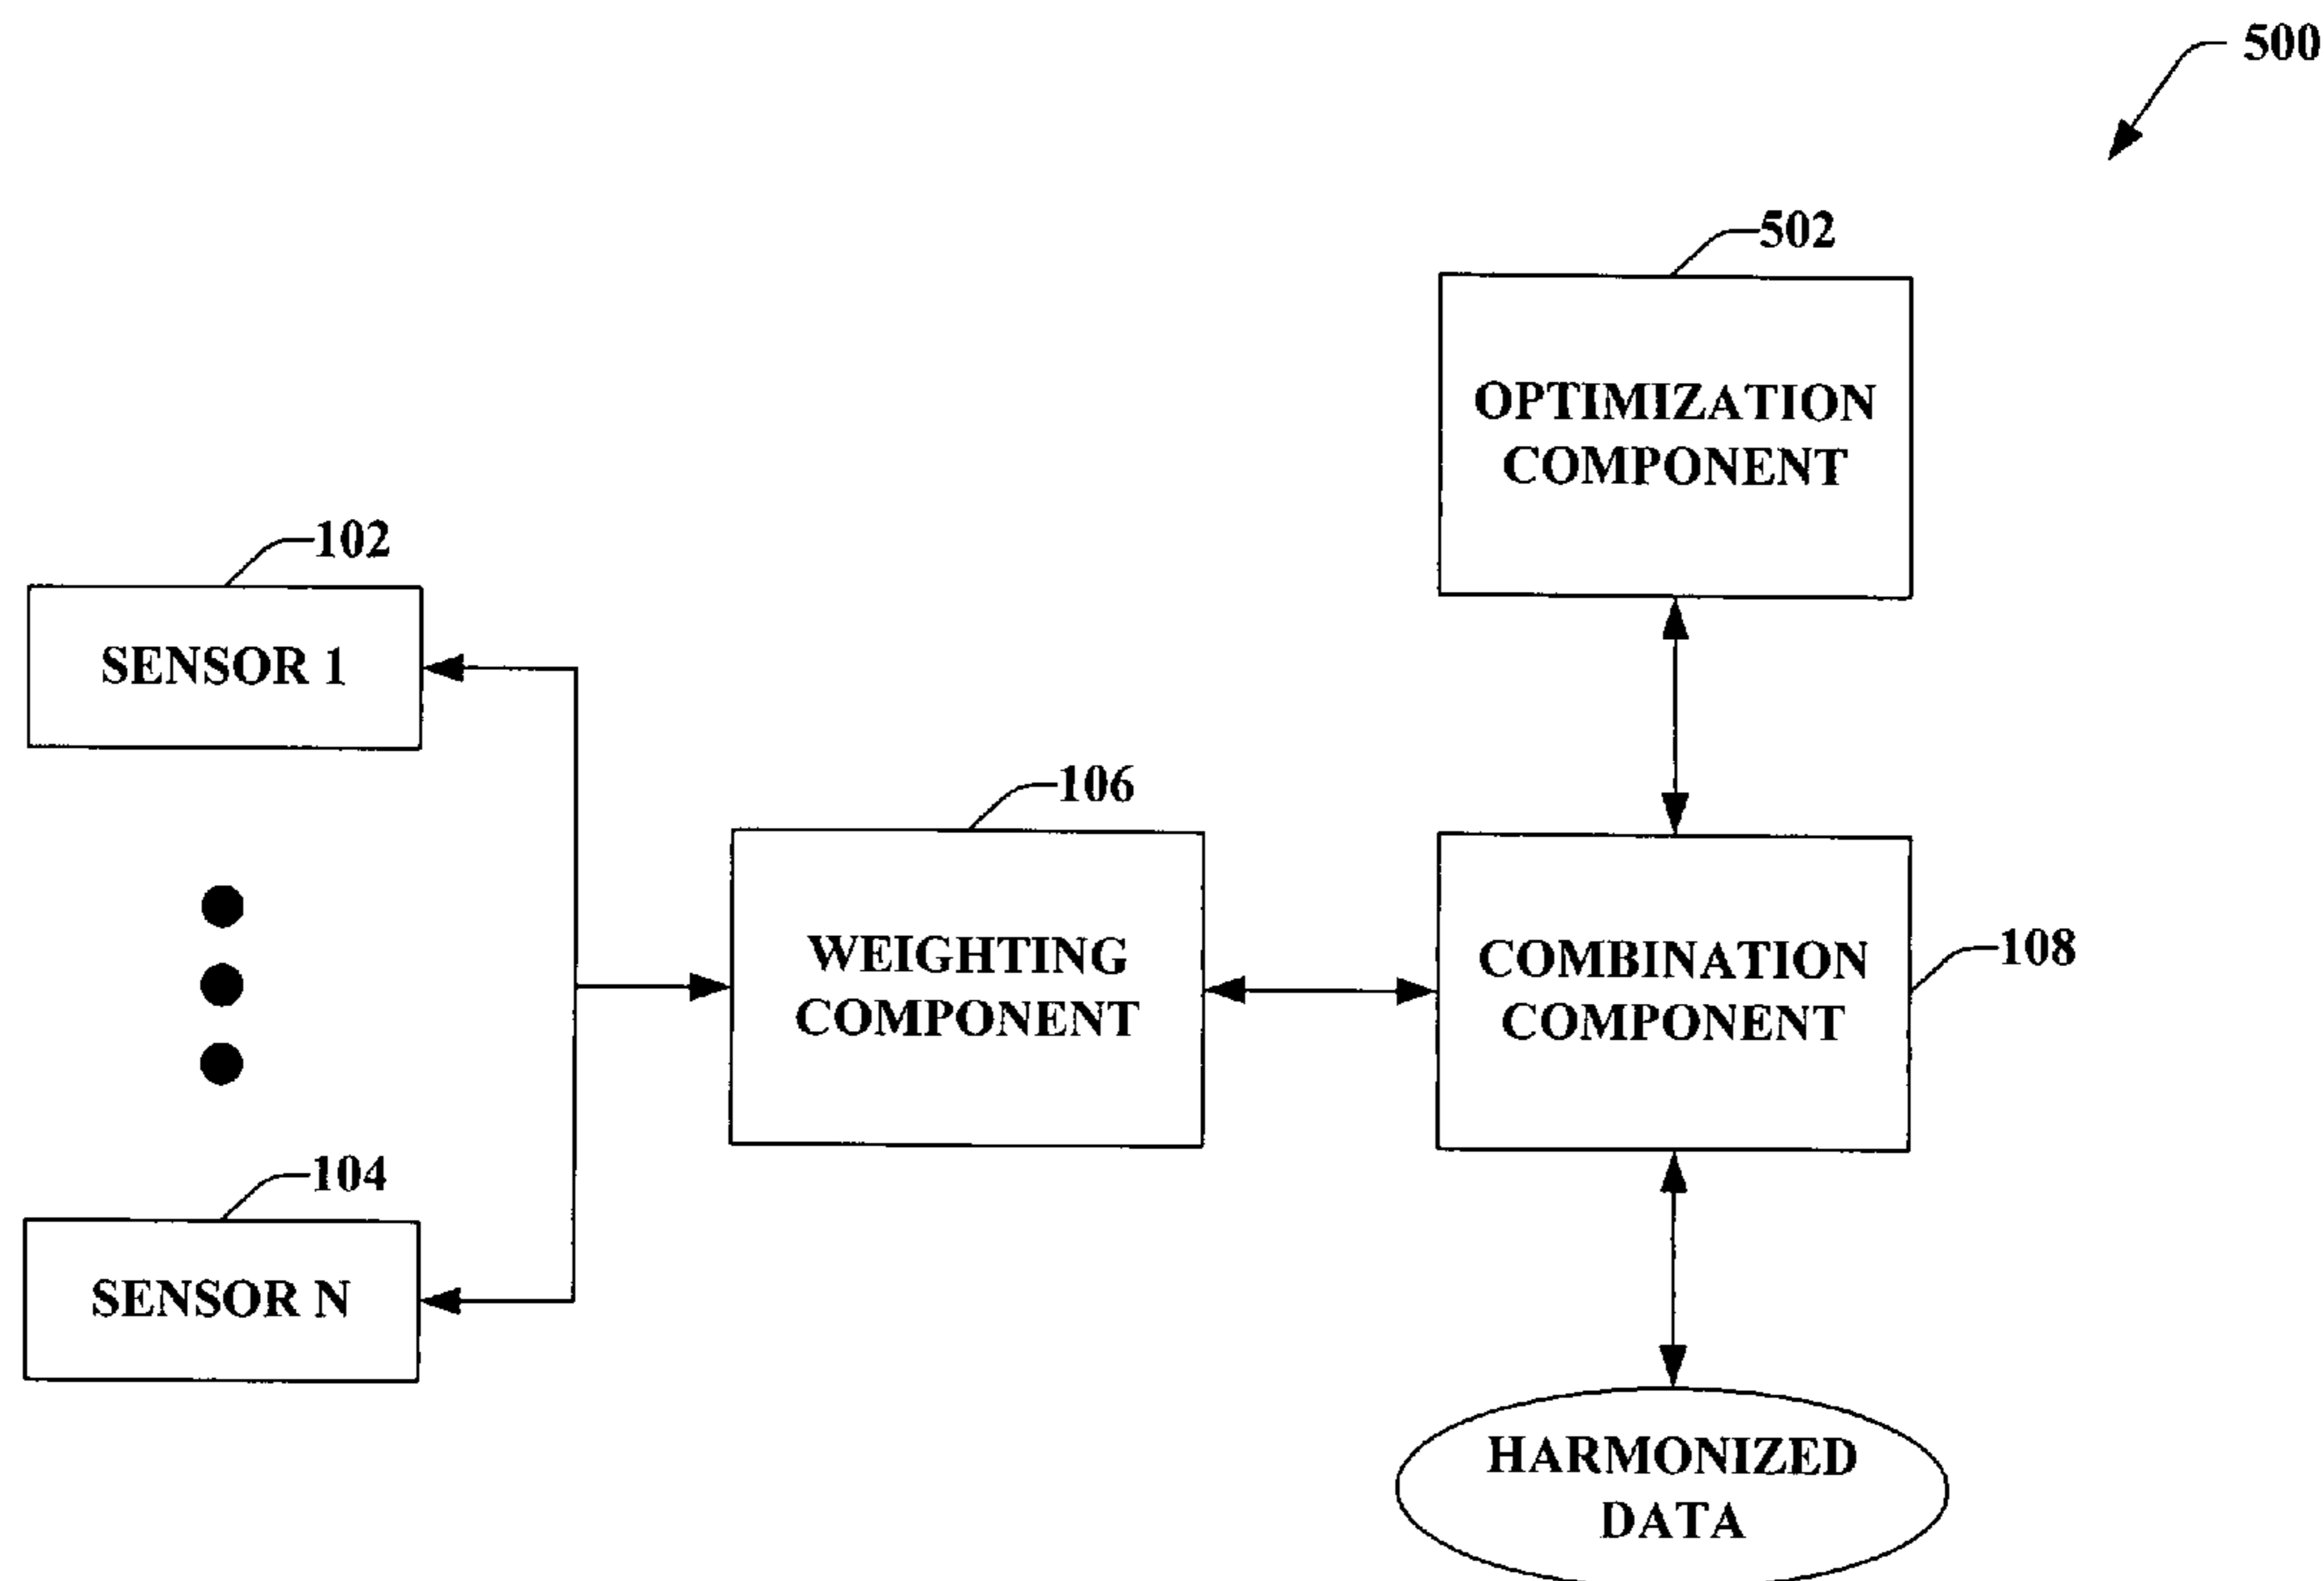 500
502
OPTIMIZATION
COMPONENT
102
SENSOR 1
106
WEIGHTING
COMPONENT
COMBINATION
COMPONENT
108
104
SENSOR N
HARMONIZED
DATA